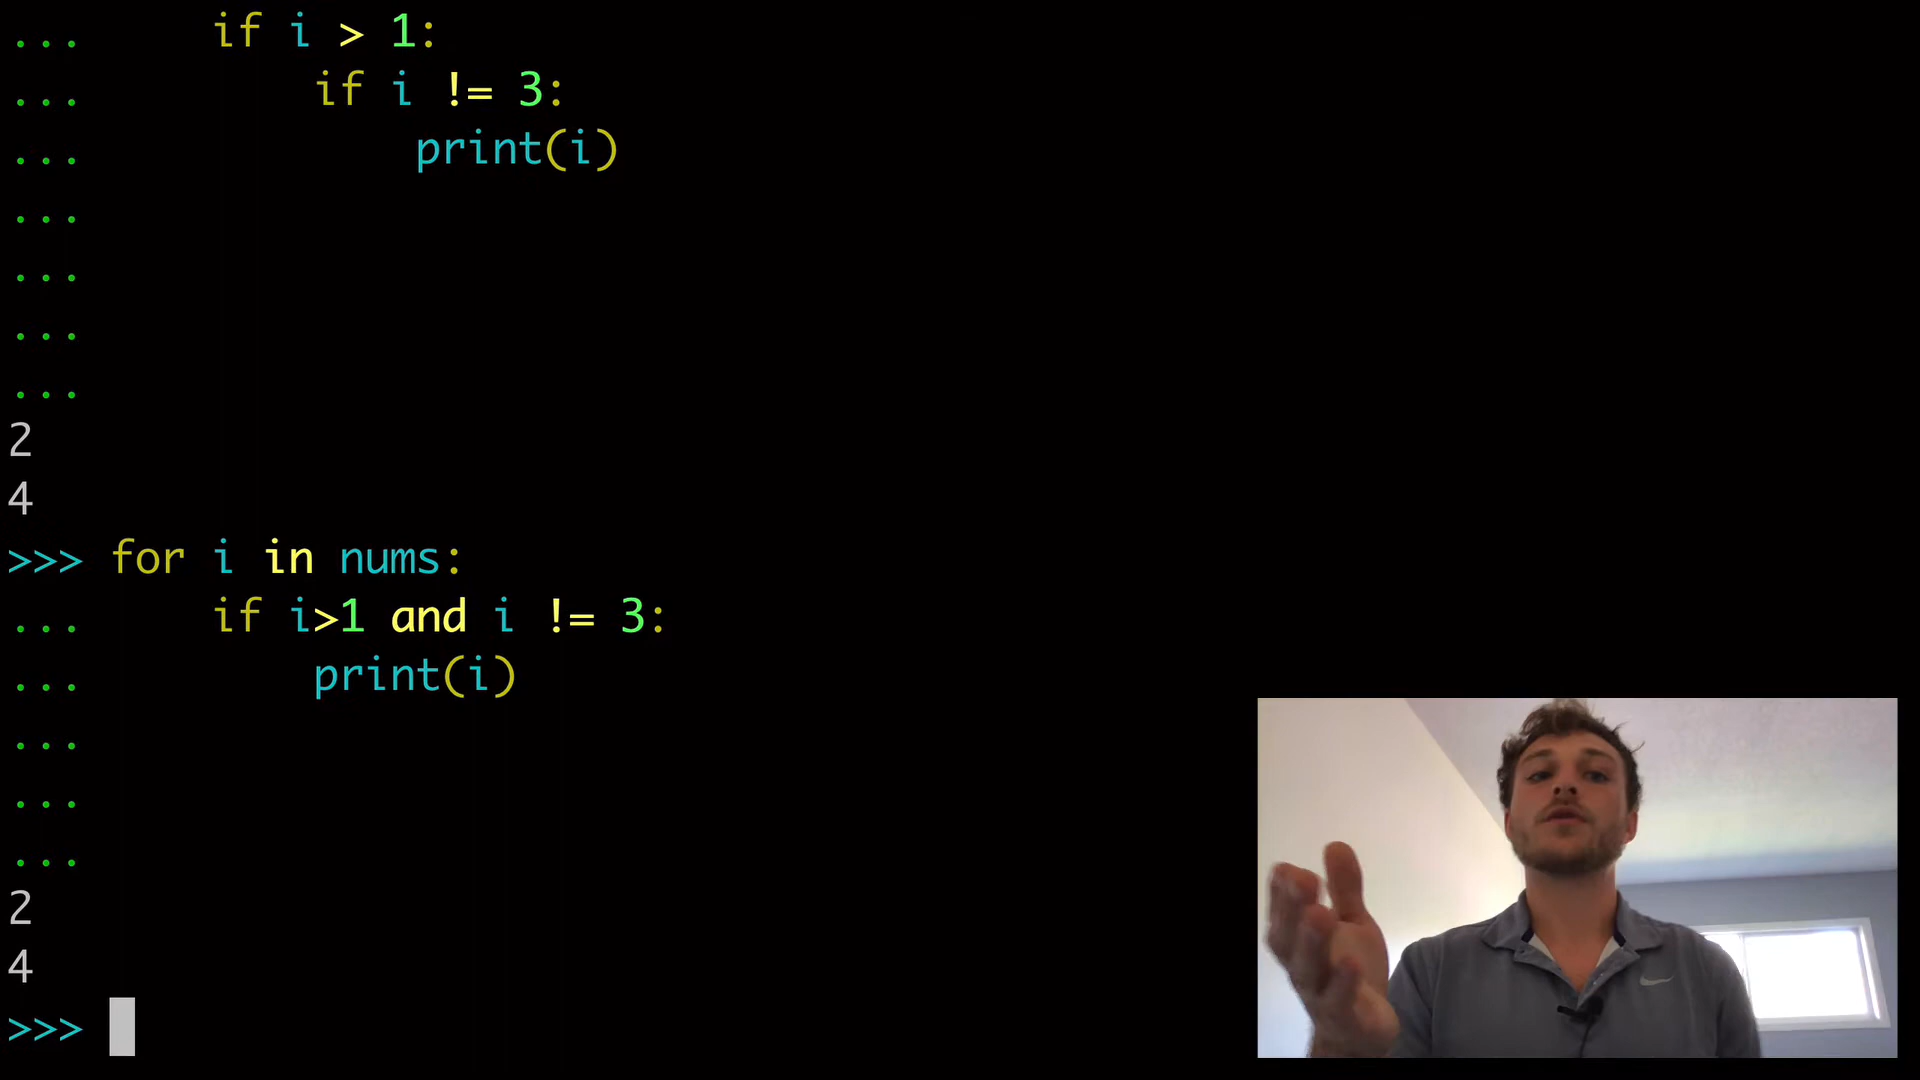 ... if i > 1:
... if i != 3:
... print(i)
...
...
...
...
2
4
>>> for i in nums:
... if i>1 and i != 3:
... print(i)
...
...
...
2
4
>>>